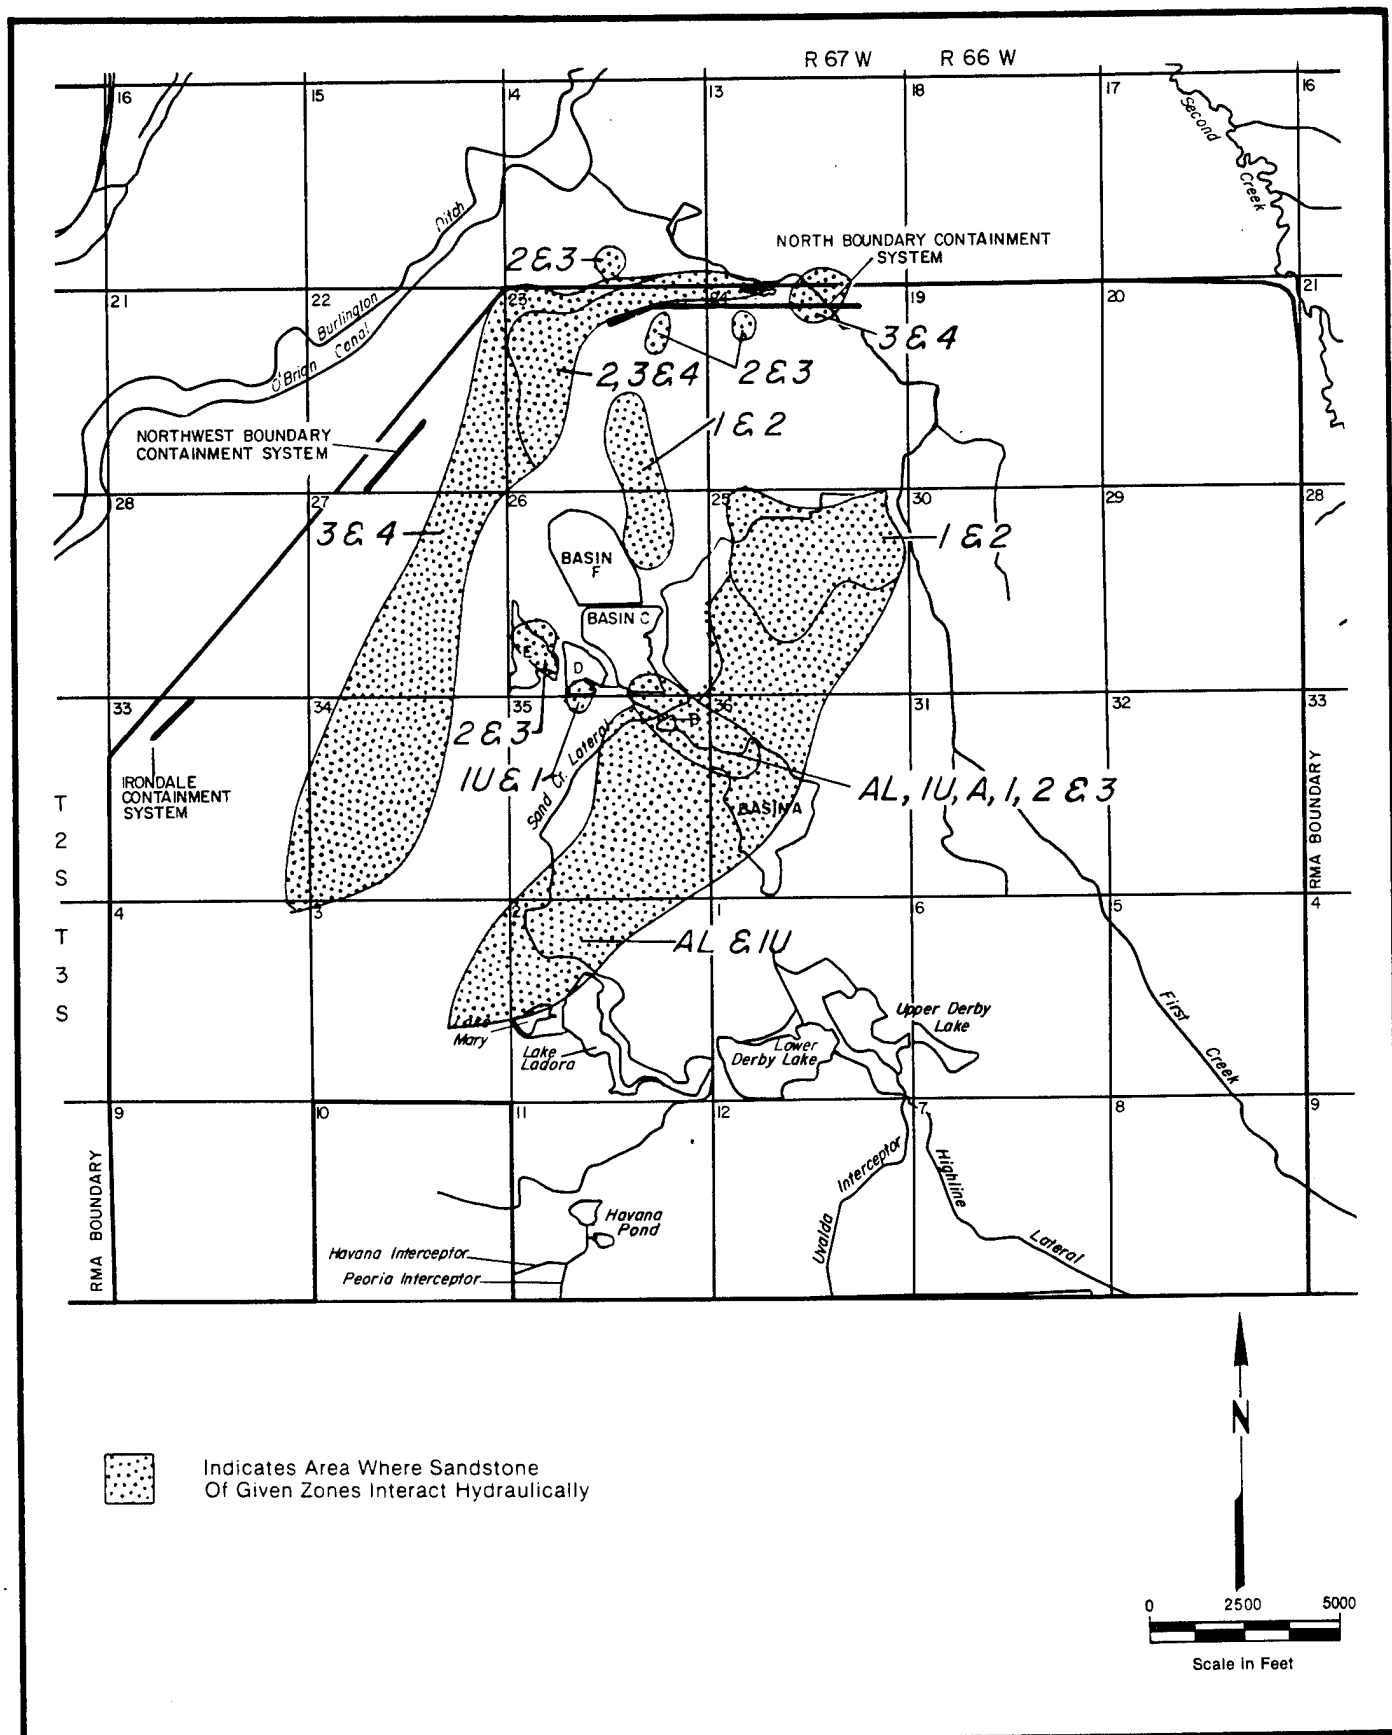 R 67 W R 66 W
16 15 14 13 18 17 16
Second
Creek
Ditch
NORTH BOUNDARY CONTAINMENT
SYSTEM
2&3
21 22 23 24 19 20 21
Burlington
O'Brian Canal
3&4
2,3&4 2&3
1&2
NORTHWEST BOUNDARY
CONTAINMENT SYSTEM
28 27 26 25 30 29 28
3&4
1&2
BASIN
F
BASIN C
E
D
33 34 35 36 31 32 33
B
2&3
1U&1
Sand Cr. Lateral
AL, 1U, A, 1, 2 & 3
IRONDALE
CONTAINMENT
SYSTEM
BASIN A
RMA BOUNDARY
T
2
S
4 3 2 1 6 5 4
T
3
S
AL & 1U
First
Creek
Upper Derby
Lake
Lake
Mary
Lake
Ladora
Lower
Derby Lake
9 10 11 12 7 8 9
RMA BOUNDARY
Interceptor
Uvalda
Highline
Lateral
Havana
Pond
Havana Interceptor
Peoria Interceptor
N
Indicates Area Where Sandstone
Of Given Zones Interact Hydraulically
0 2500 5000
Scale in Feet